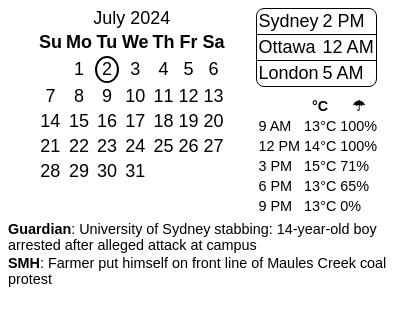 July 2024
Su Mo Tu We Th Fr Sa
1 2 3 4 5 6
7 8 9 10 11 12 13
14 15 16 17 18 19 20
21 22 23 24 25 26 27
28 29 30 31
Sydney 2 PM
Ottawa 12 AM
London 5 AM
°C ☂
9 AM 13°C 100%
12 PM 14°C 100%
3 PM 15°C 71%
6 PM 13°C 65%
9 PM 13°C 0%
Guardian: University of Sydney stabbing: 14-year-old boy
arrested after alleged attack at campus
SMH: Farmer put himself on front line of Maules Creek coal
protest